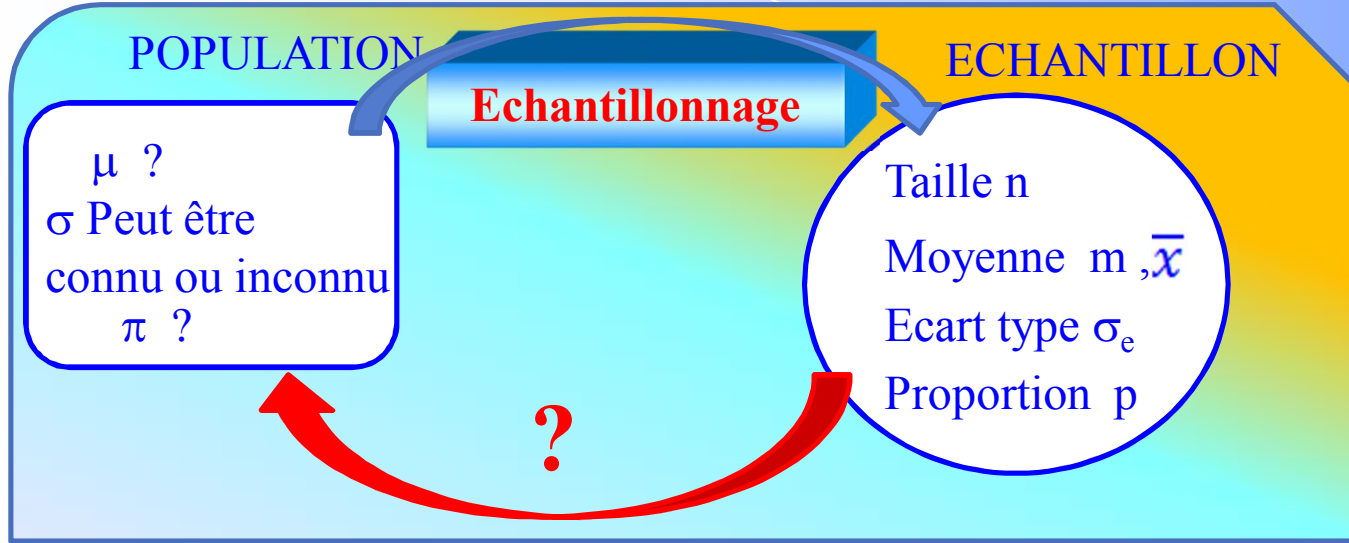 POPULATION
Echantillonnage
ECHANTILLON
μ ?
σ Peut être
connu ou inconnu
π ?
Taille n
Moyenne m , x̅
Ecart type σₑ
Proportion p
?